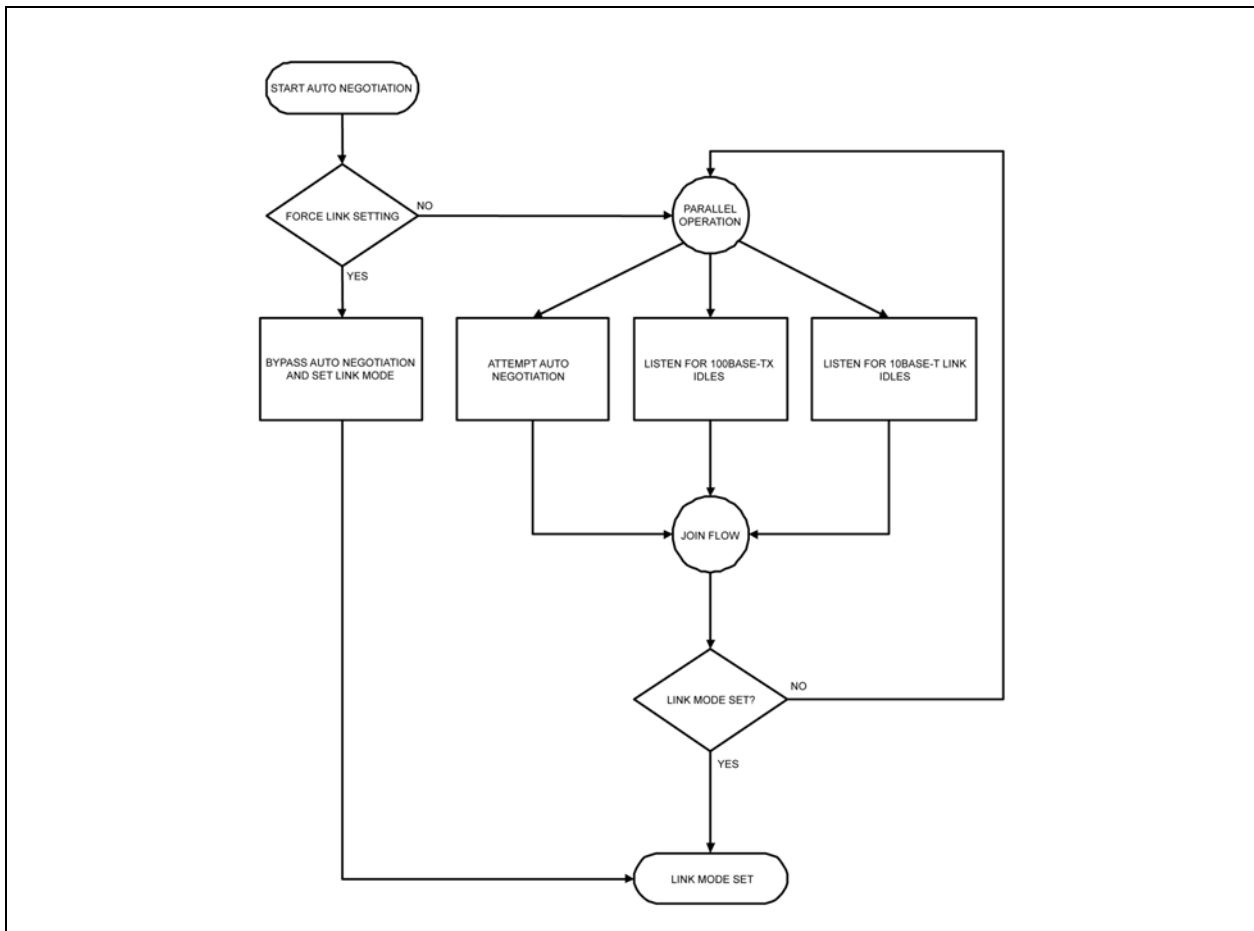 START AUTO NEGOTIATION
FORCE LINK SETTING
NO
YES
PARALLEL
OPERATION
BYPASS AUTO NEGOTIATION
AND SET LINK MODE
ATTEMPT AUTO
NEGOTIATION
LISTEN FOR 100BASE-TX
IDLES
LISTEN FOR 10BASE-T LINK
IDLES
JOIN FLOW
LINK MODE SET?
NO
YES
LINK MODE SET